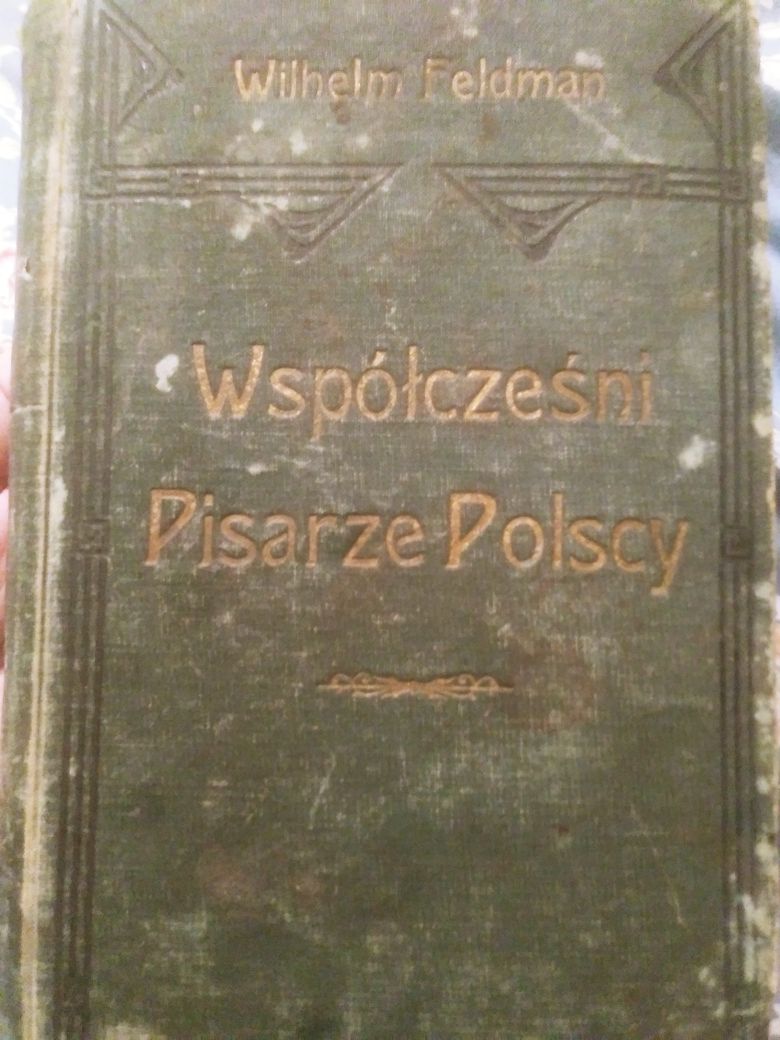 Wilhelm Feldman
Współcześni
Pisarze Polscy